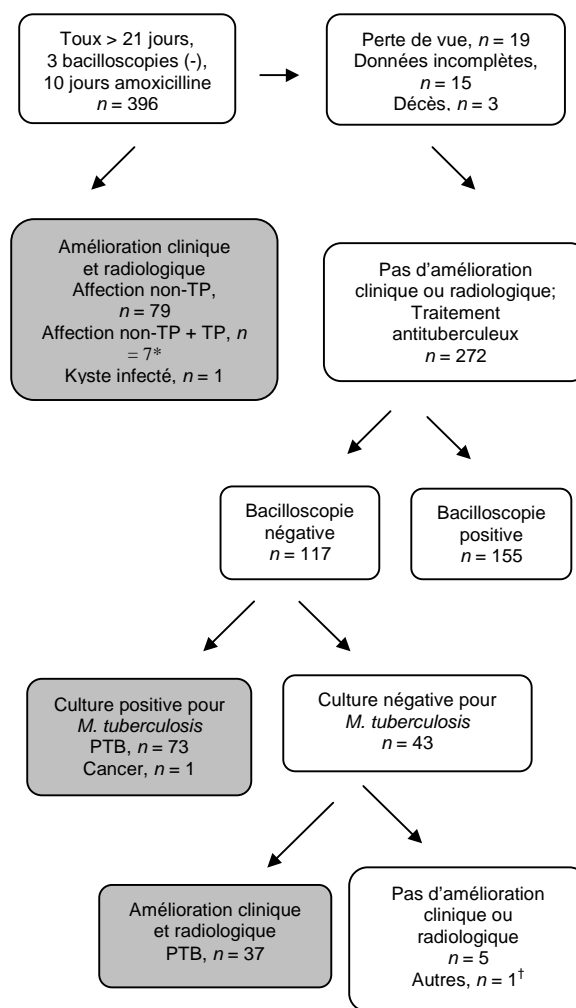 Toux > 21 jours,
3 bacilloscopies (-),
10 jours amoxicilline
n = 396
Perte de vue, n = 19
Données incomplètes,
n = 15
Décès, n = 3
Amélioration clinique
et radiologique
Affection non-TP,
n = 79
Affection non-TP + TP, n
= 7*
Kyste infecté, n = 1
Pas d'amélioration
clinique ou radiologique;
Traitement
antituberculeux
n = 272
Bacilloscopie
négative
n = 117
Bacilloscopie
positive
n = 155
Culture positive pour
M. tuberculosis
PTB, n = 73
Cancer, n = 1
Culture négative pour
M. tuberculosis
n = 43
Amélioration clinique
et radiologique
PTB, n = 37
Pas d'amélioration
clinique ou
radiologique
n = 5
Autres, n = 1†